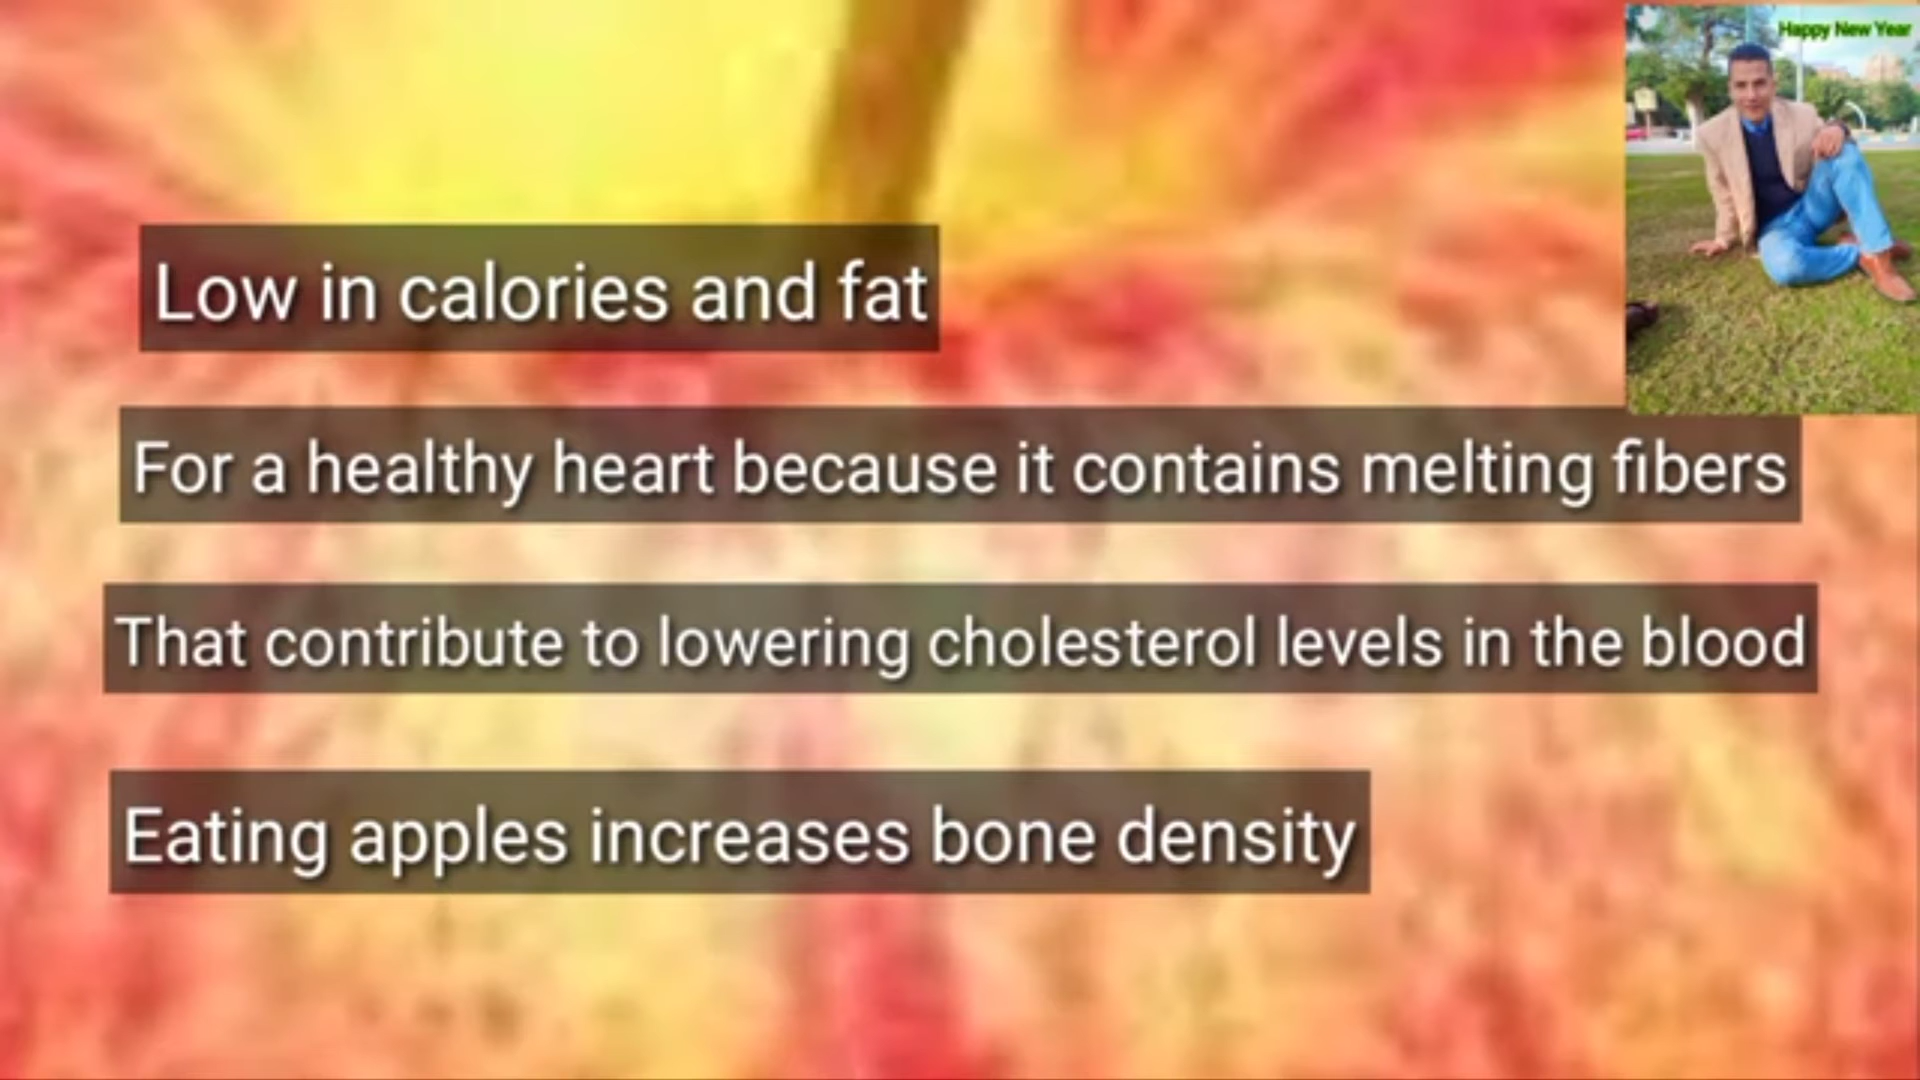 Happy New Year
Low in calories and fat
For a healthy heart because it contains melting fibers
That contribute to lowering cholesterol levels in the blood
Eating apples increases bone density